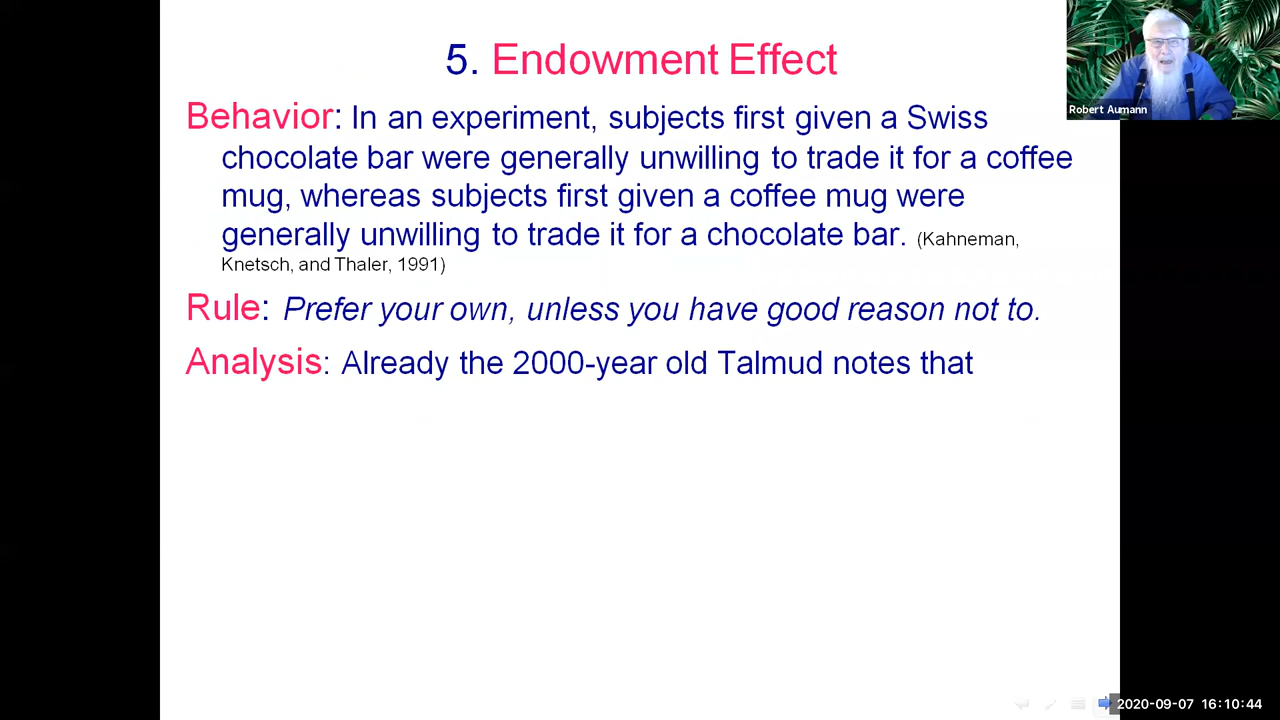 5. Endowment Effect
Robert Aumann
Behavior: In an experiment, subjects first given a Swiss
chocolate bar were generally unwilling to trade it for a coffee
mug, whereas subjects first given a coffee mug were
generally unwilling to trade it for a chocolate bar. (Kahneman,
Knetsch, and Thaler, 1991)
Rule: Prefer your own, unless you have good reason not to.
Analysis: Already the 2000-year old Talmud notes that
2020-09-07 16:10:44